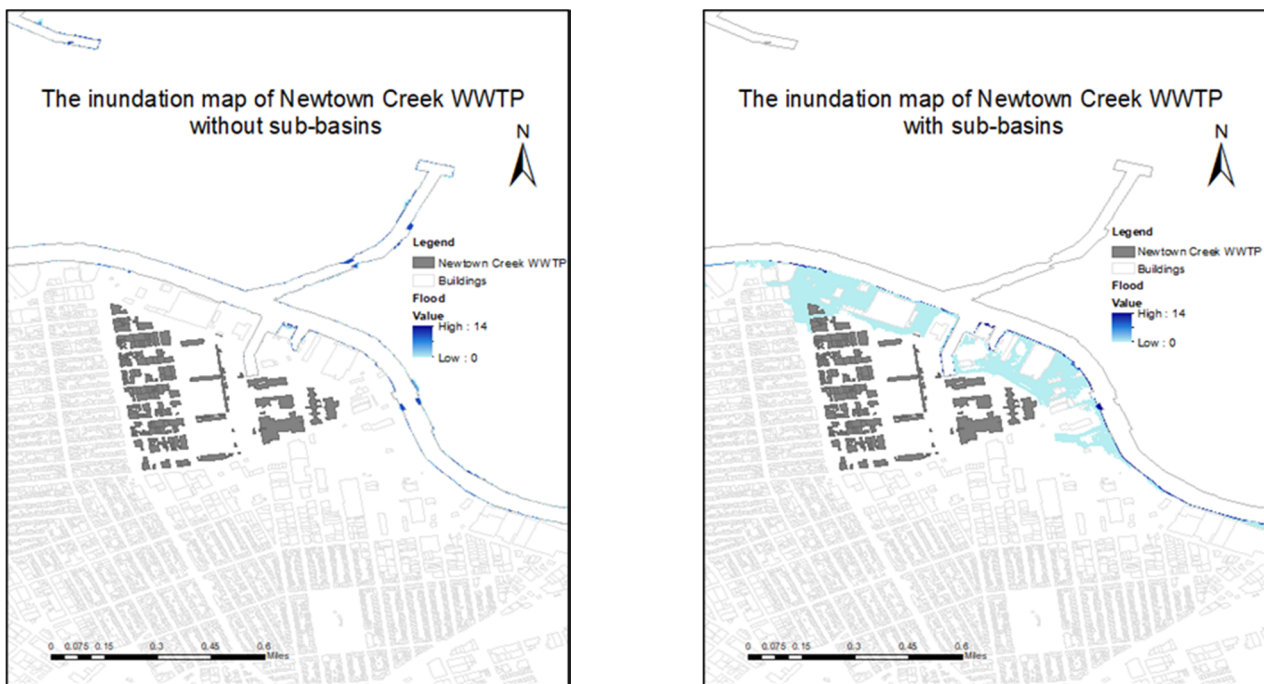 The inundation map of Newtown Creek WWTP
without sub-basins
N
Legend
Newtown Creek WWTP
Buildings
Flood
Value
High : 14
Low : 0
0 0.075 0.15 0.3 0.45 0.6
Miles
The inundation map of Newtown Creek WWTP
with sub-basins
N
Legend
Newtown Creek WWTP
Buildings
Flood
Value
High : 14
Low : 0
0 0.075 0.15 0.3 0.45 0.6
Miles